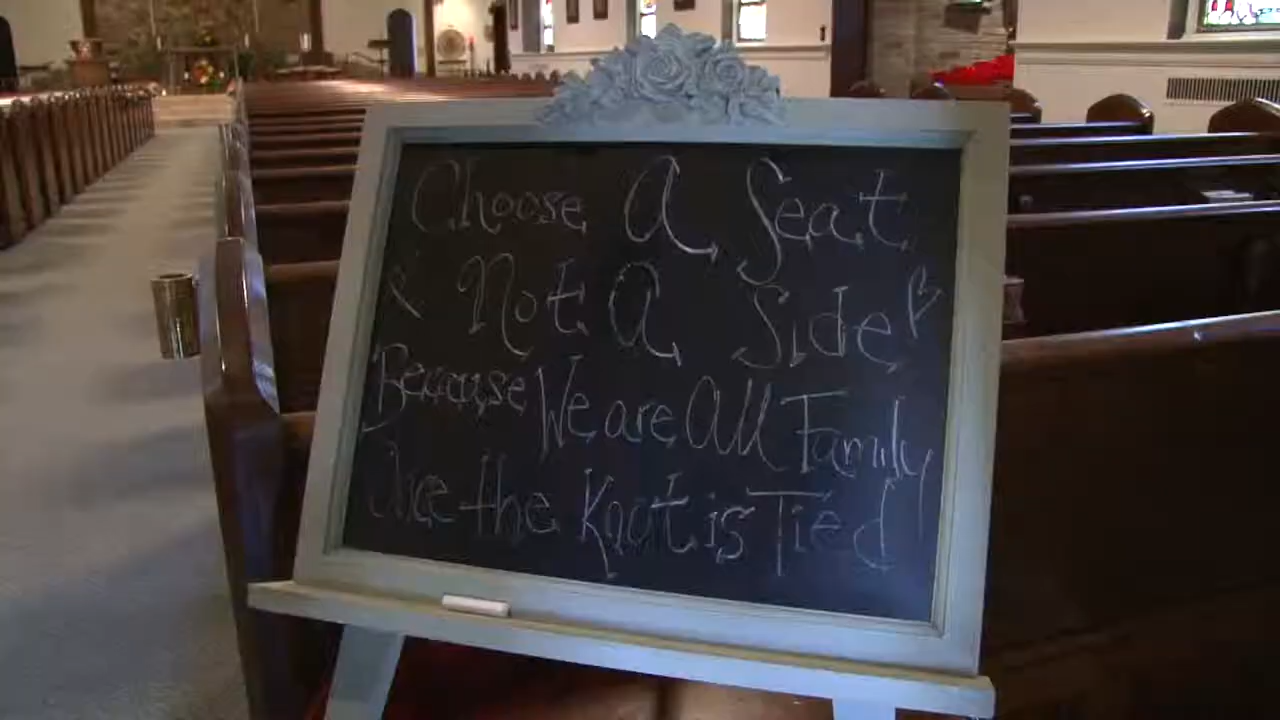 Choose A Seat
& Not A Side
Because We are All Family
Once the Knot is Tied